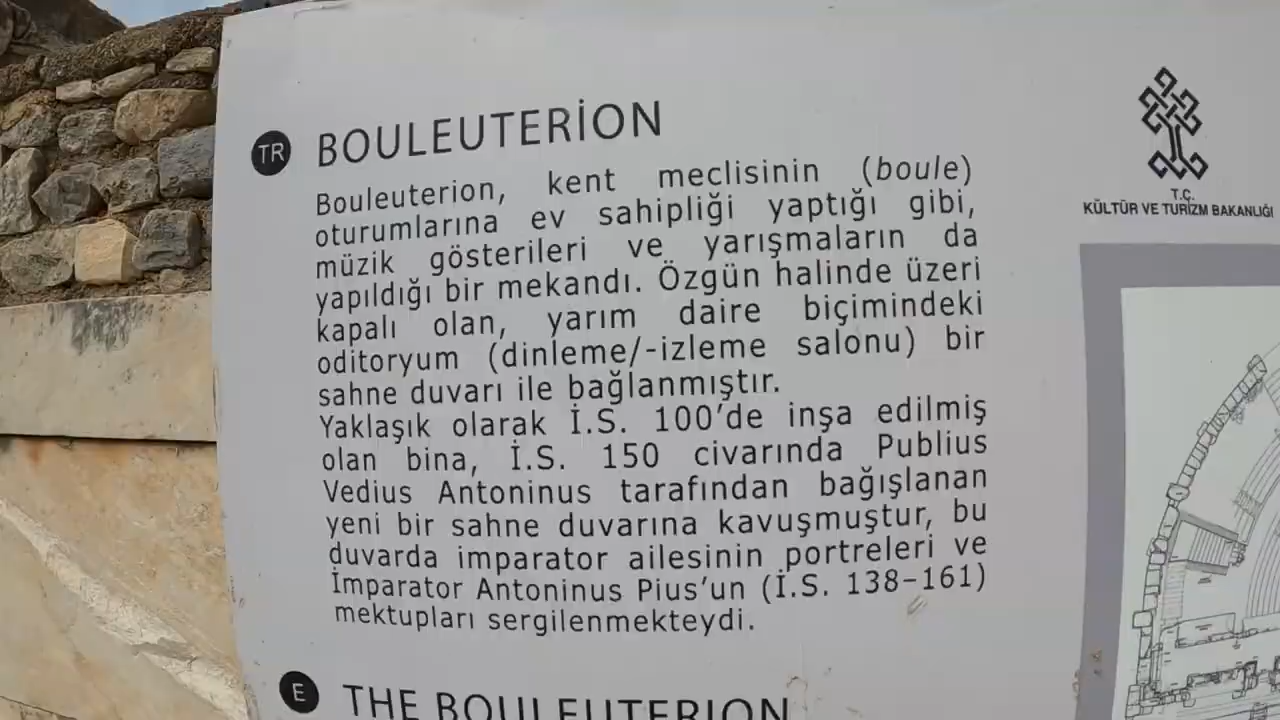 TR BOULEUTERİON
Bouleuterion, kent meclisinin (boule)
oturumlarına ev sahipliği yaptığı gibi,
müzik gösterileri ve yarışmaların da
yapıldığı bir mekandı. Özgün halinde üzeri
kapalı olan, yarım daire biçimindeki
oditoryum (dinleme/-izleme salonu) bir
sahne duvarı ile bağlanmıştır.
Yaklaşık olarak İ.S. 100'de inşa edilmiş
olan bina, İ.S. 150 civarında Publius
Vedius Antoninus tarafından bağışlanan
yeni bir sahne duvarına kavuşmuştur, bu
duvarda imparator ailesinin portreleri ve
İmparator Antoninus Pius'un (İ.S. 138-161)
mektupları sergilenmekteydi.
E THE BOULEUTERION
T.C.
KÜLTÜR VE TURİZM BAKANLIĞI